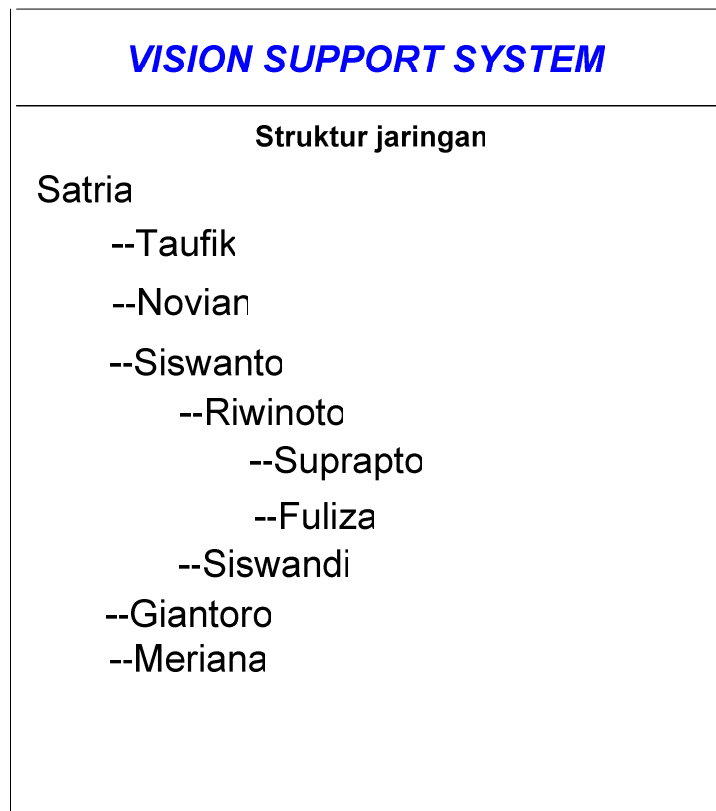 VISION SUPPORT SYSTEM
Struktur jaringan
Satria
--Taufik
--Novian
--Siswanto
--Riwinoto
--Suprapto
--Fuliza
--Siswandi
--Giantoro
--Meriana